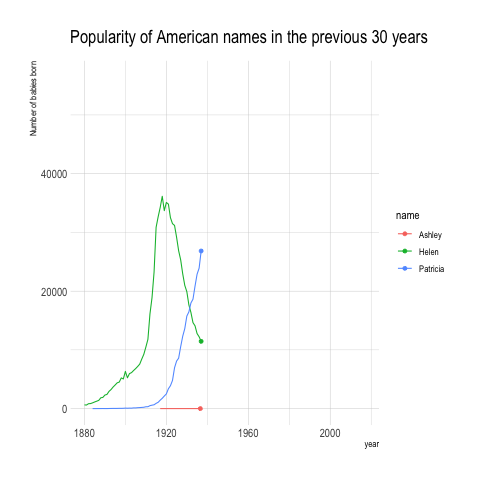 Popularity of American names in the previous 30 years
Number of babies born
40000
20000
0
1880
1920
1960
2000
year
name
Ashley
Helen
Patricia